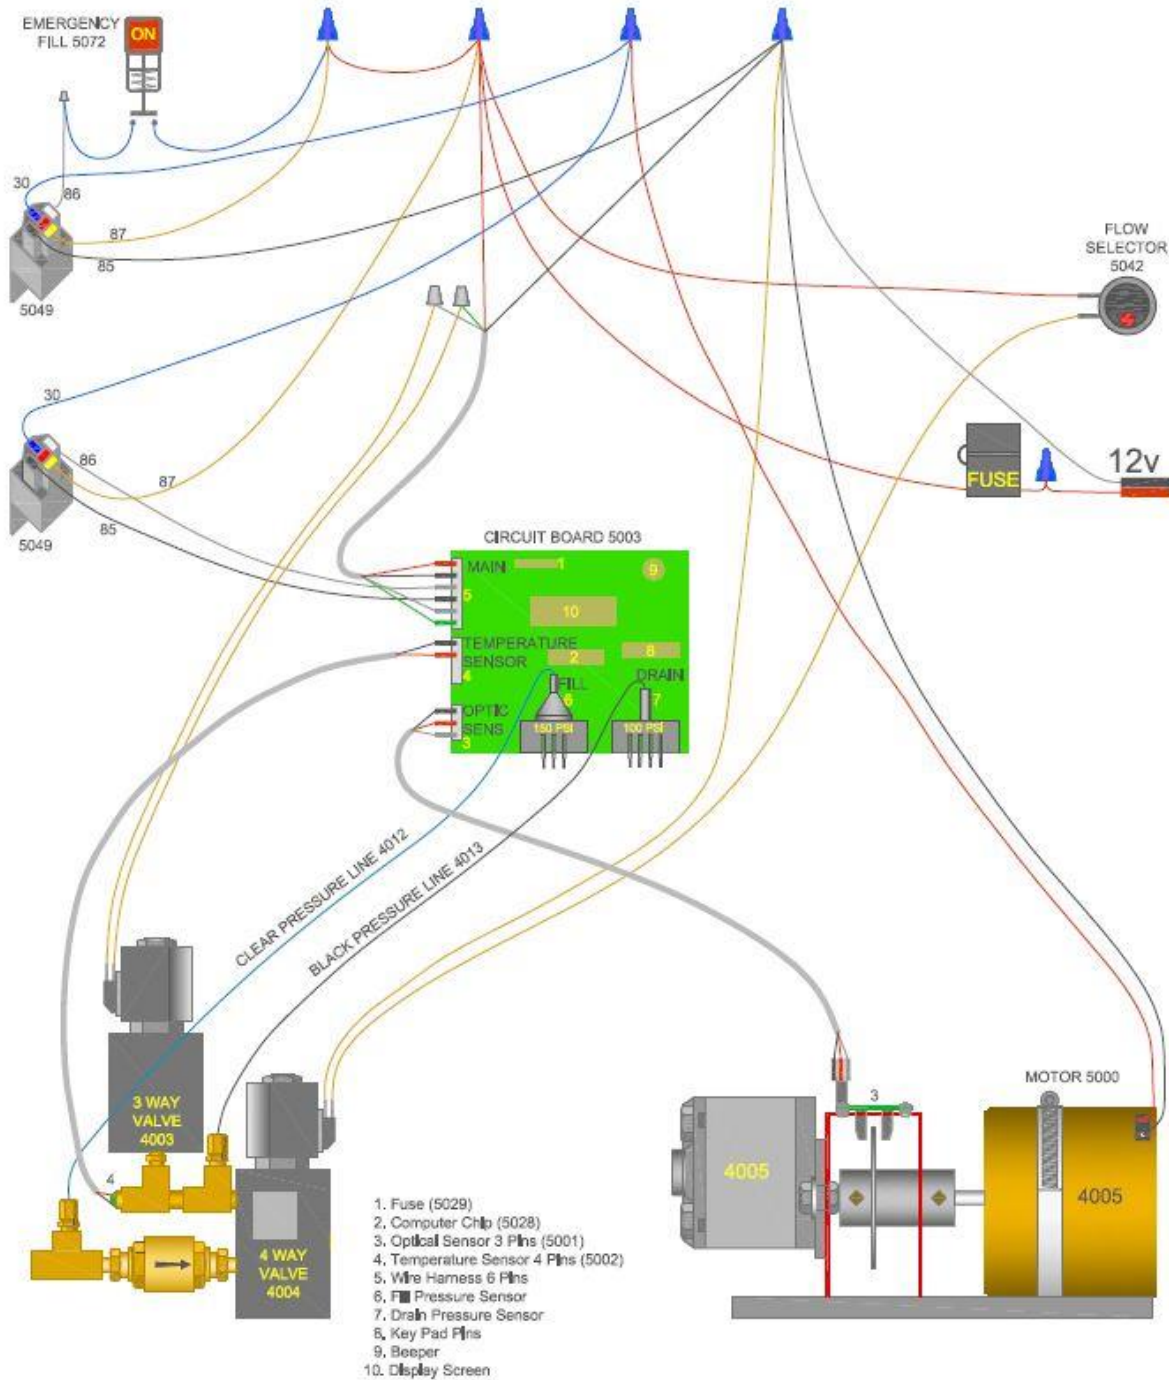 EMERGENCY
FILL 5072
ON
30
86
87
85
5049
FLOW
SELECTOR
5042
30
86
87
85
5049
FUSE
12v
CIRCUIT BOARD 5003
MAIN
1
9
5
10
TEMPERATURE
SENSOR
4
2
8
FILL
6
DRAIN
7
OPTIC
SENS
3
150 PSI
100 PSI
CLEAR PRESSURE LINE 4012
BLACK PRESSURE LINE 4013
3 WAY
VALVE
4003
4
4 WAY
VALVE
4004
MOTOR 5000
3
4005
4005
1. Fuse (5029)
2. Computer Chip (5028)
3. Optical Sensor 3 Pins (5001)
4. Temperature Sensor 4 Pins (5002)
5. Wire Harness 6 Pins
6. Fill Pressure Sensor
7. Drain Pressure Sensor
8. Key Pad Pins
9. Beeper
10. Display Screen